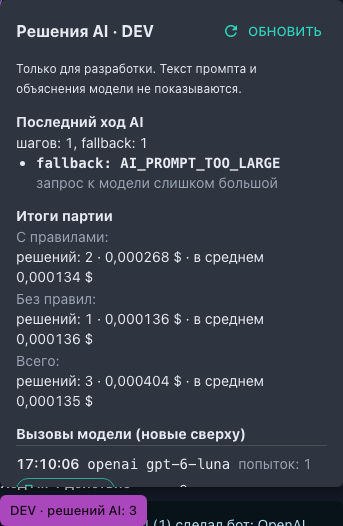 Решения AI · DEV
ОБНОВИТЬ
Только для разработки. Текст промпта и
объяснения модели не показываются.
Последний ход AI
шагов: 1, fallback: 1
• fallback: AI_PROMPT_TOO_LARGE
запрос к модели слишком большой
Итоги партии
С правилами:
решений: 2 · 0,000268 $ · в среднем
0,000134 $
Без правил:
решений: 1 · 0,000136 $ · в среднем
0,000136 $
Всего:
решений: 3 · 0,000404 $ · в среднем
0,000135 $
Вызовы модели (новые сверху)
17:10:06 openai gpt-6-luna попыток: 1
DEV · решений AI: 3
(1) сделал бот: OpenAI